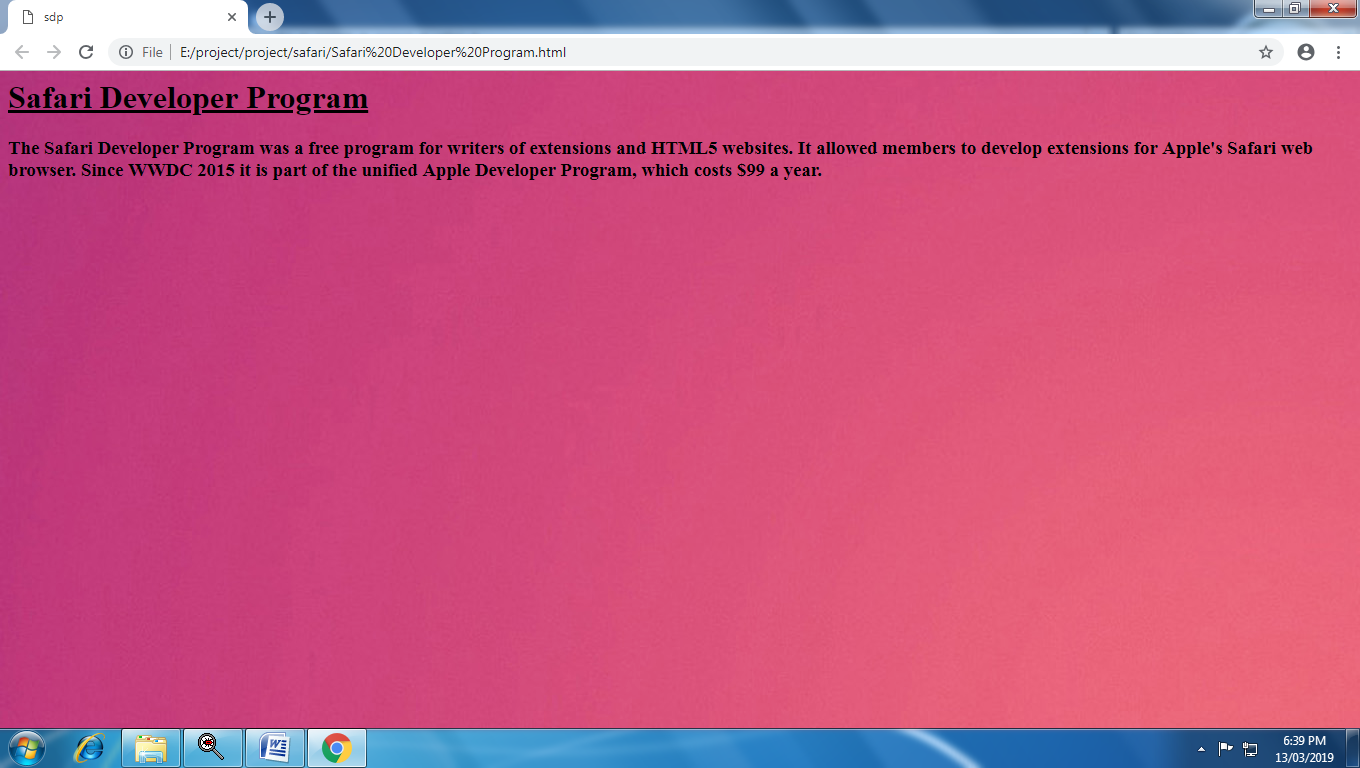 sdp
File
E:/project/project/safari/Safari%20Developer%20Program.html
Safari Developer Program
The Safari Developer Program was a free program for writers of extensions and HTML5 websites. It allowed members to develop extensions for Apple's Safari web
browser. Since WWDC 2015 it is part of the unified Apple Developer Program, which costs $99 a year.
6:39 PM
13/03/2019